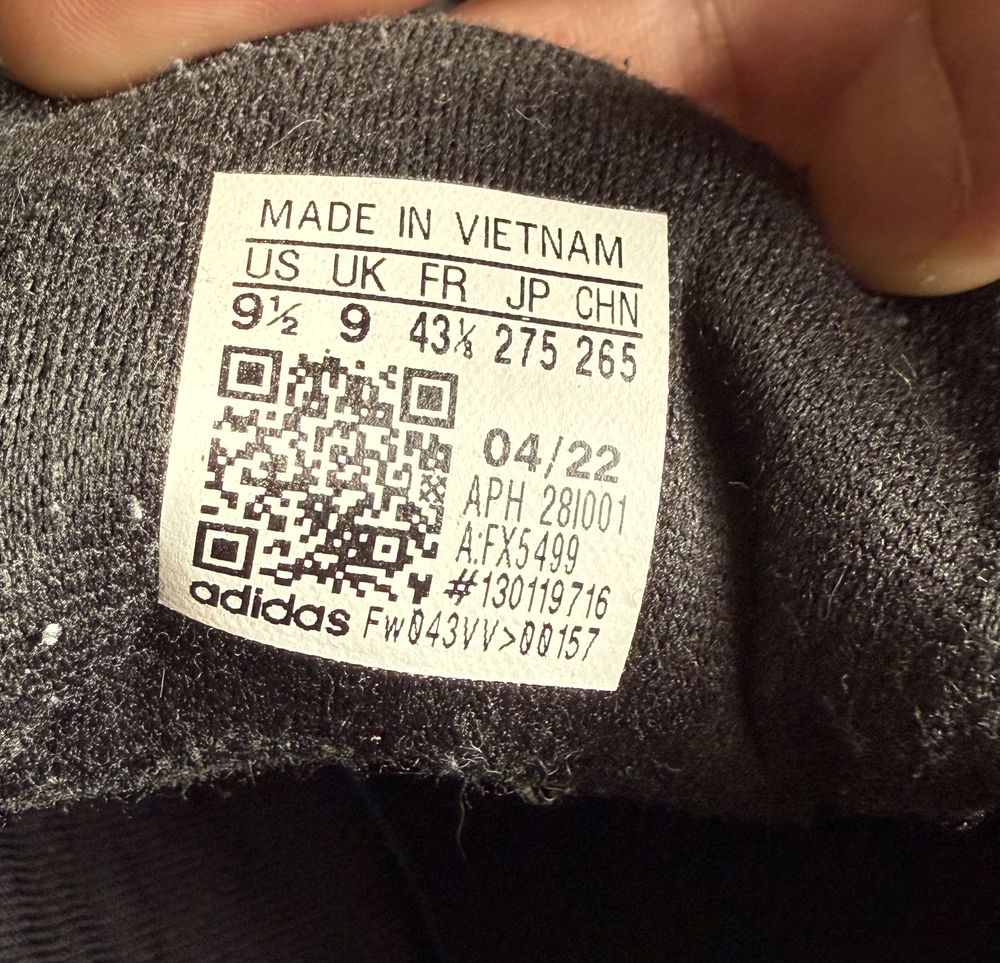 MADE IN VIETNAM
US UK FR JP CHN
9½ 9 43⅓ 275 265
04/22
APH 28I001
A:FX5499
#130119716
adidas FW043VV>00157